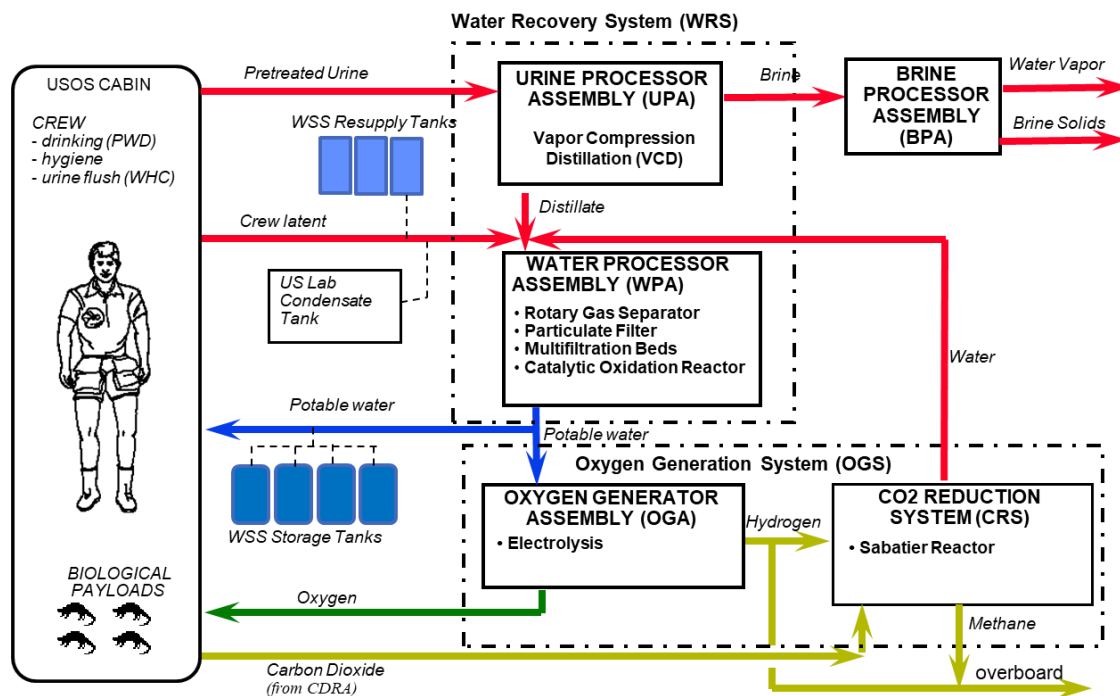 Water Recovery System (WRS)
USOS CABIN
CREW
- drinking (PWD)
- hygiene
- urine flush (WHC)
Pretreated Urine
URINE PROCESSOR
ASSEMBLY (UPA)
Vapor Compression
Distillation (VCD)
Brine
BRINE
PROCESSOR
ASSEMBLY
(BPA)
Water Vapor
Brine Solids
WSS Resupply Tanks
Distillate
Crew latent
US Lab
Condensate
Tank
WATER PROCESSOR
ASSEMBLY (WPA)
• Rotary Gas Separator
• Particulate Filter
• Multifiltration Beds
• Catalytic Oxidation Reactor
Water
Potable water
Potable water
WSS Storage Tanks
Oxygen Generation System (OGS)
OXYGEN GENERATOR
ASSEMBLY (OGA)
• Electrolysis
Hydrogen
CO2 REDUCTION
SYSTEM (CRS)
• Sabatier Reactor
BIOLOGICAL
PAYLOADS
Oxygen
Methane
Carbon Dioxide
(from CDRA)
overboard